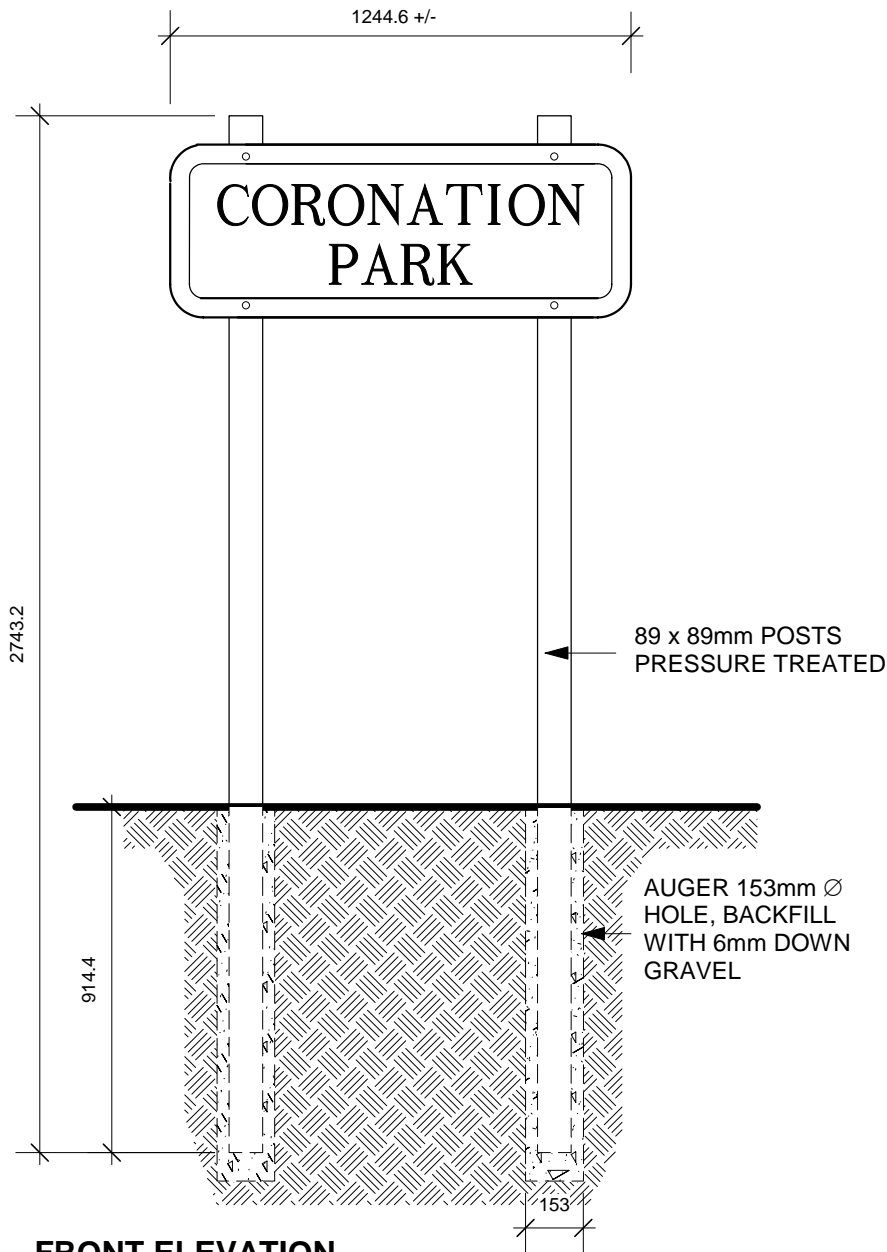 1244.6 +/-
CORONATION
PARK
2743.2
89 x 89mm POSTS
PRESSURE TREATED
AUGER 153mm ∅
HOLE, BACKFILL
WITH 6mm DOWN
GRAVEL
914.4
153
FRONT ELEVATION